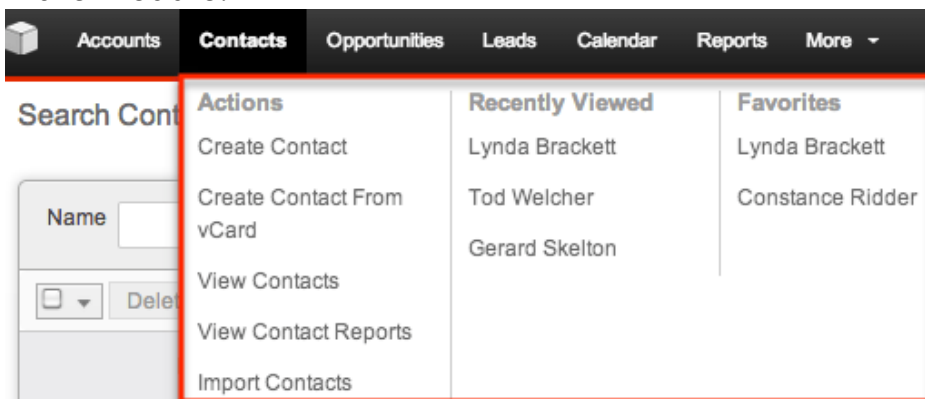 Accounts Contacts Opportunities Leads Calendar Reports More
Search Cont
Actions
Create Contact
Create Contact From
vCard
View Contacts
View Contact Reports
Import Contacts
Recently Viewed
Lynda Brackett
Tod Welcher
Gerard Skelton
Favorites
Lynda Brackett
Constance Ridder
Name
Delet